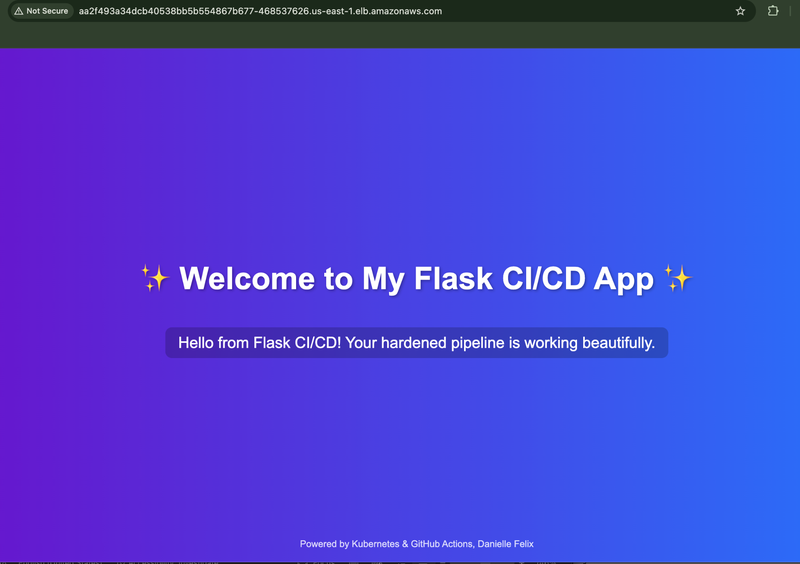 Not Secure aa2f493a34dcb40538bb5b554867b677-468537626.us-east-1.elb.amazonaws.com
✨ Welcome to My Flask CI/CD App ✨
Hello from Flask CI/CD! Your hardened pipeline is working beautifully.
Powered by Kubernetes & GitHub Actions, Danielle Felix